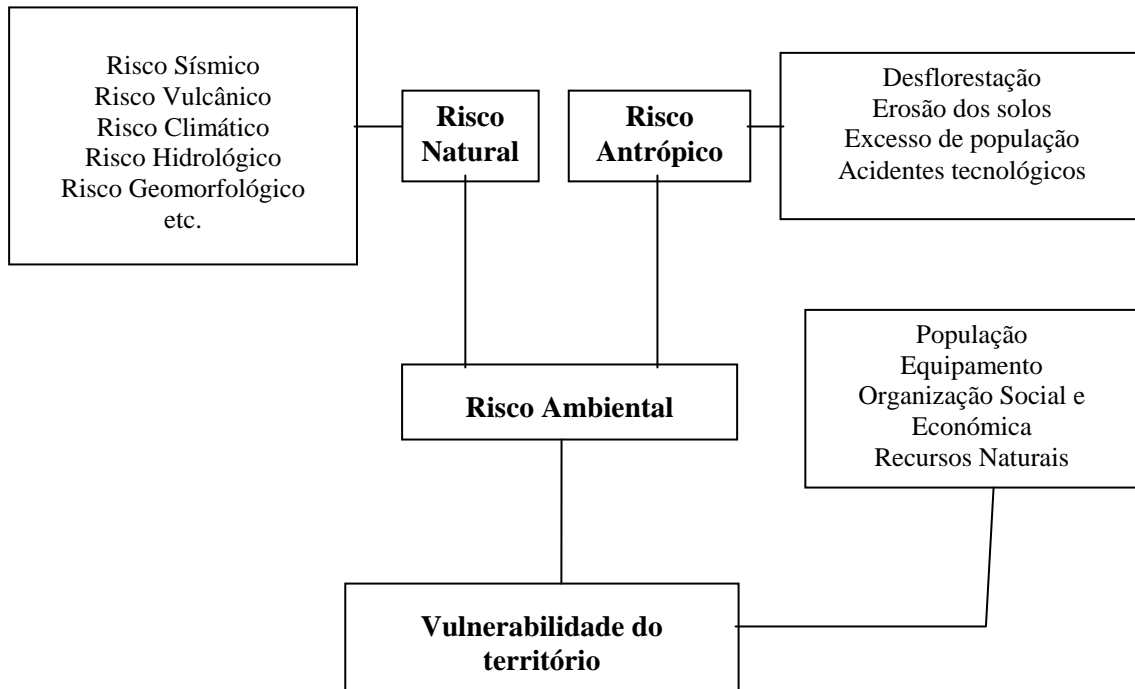 Risco Sísmico
Risco Vulcânico
Risco Climático
Risco Hidrológico
Risco Geomorfológico
etc.
Risco
Natural
Risco
Antrópico
Desflorestação
Erosão dos solos
Excesso de população
Acidentes tecnológicos
Risco Ambiental
População
Equipamento
Organização Social e
Económica
Recursos Naturais
Vulnerabilidade do
território